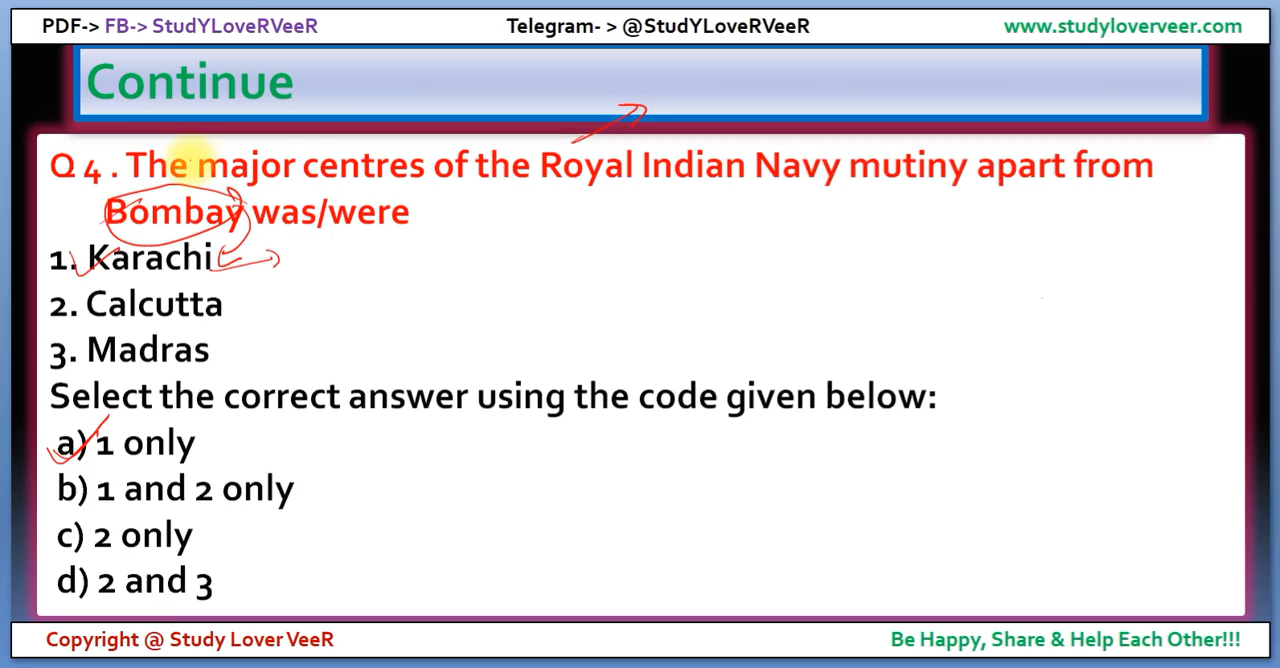 PDF-> FB-> StudYLoveRVeeR Telegram- > @StudYLoveRVeeR www.studyloverveer.com
Continue
Q 4 . The major centres of the Royal Indian Navy mutiny apart from
Bombay was/were
1. Karachi
2. Calcutta
3. Madras
Select the correct answer using the code given below:
a) 1 only
b) 1 and 2 only
c) 2 only
d) 2 and 3
Copyright @ Study Lover VeeR Be Happy, Share & Help Each Other!!!